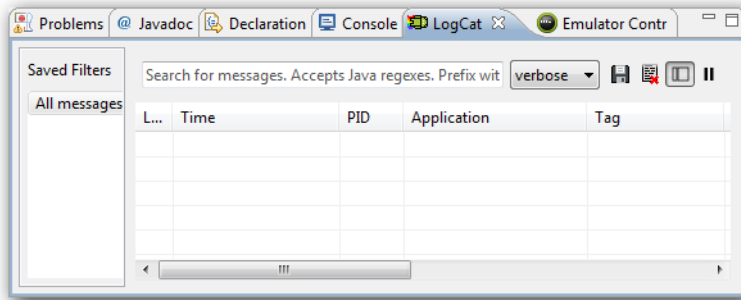 Problems @ Javadoc Declaration Console LogCat Emulator Contr
Saved Filters
Search for messages. Accepts Java regexes. Prefix wit verbose
All messages
L... Time PID Application Tag